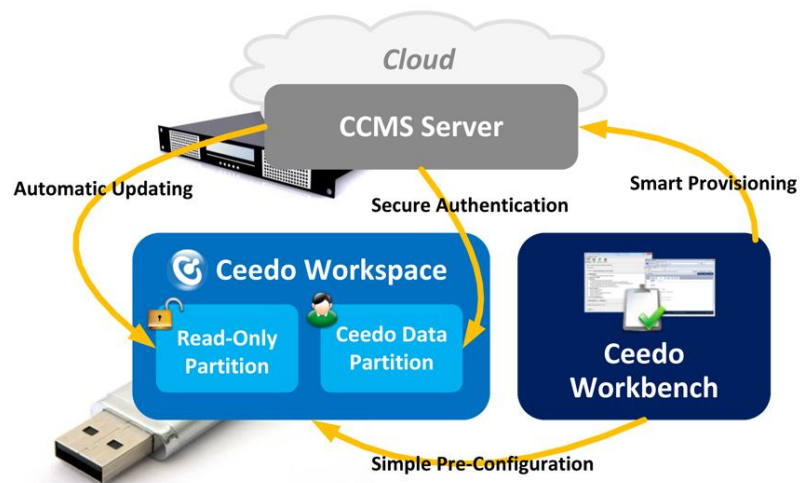 Cloud
CCMS Server
Automatic Updating
Secure Authentication
Smart Provisioning
Ceedo Workspace
Read-Only
Partition
Ceedo Data
Partition
Ceedo
Workbench
Simple Pre-Configuration